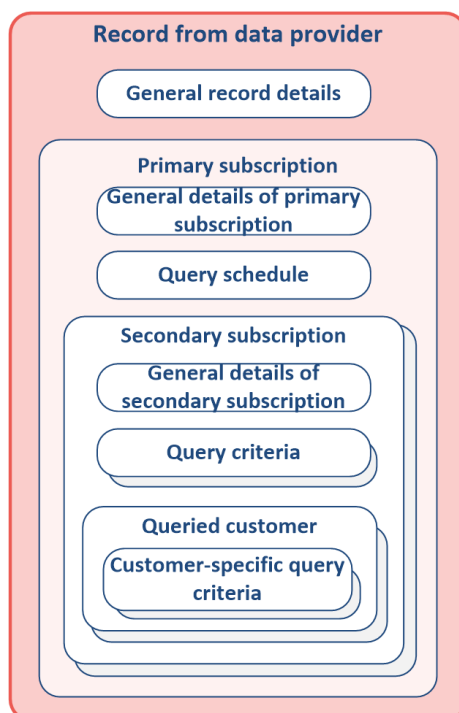 Record from data provider
General record details
Primary subscription
General details of primary
subscription
Query schedule
Secondary subscription
General details of
secondary subscription
Query criteria
Queried customer
Customer-specific query
criteria